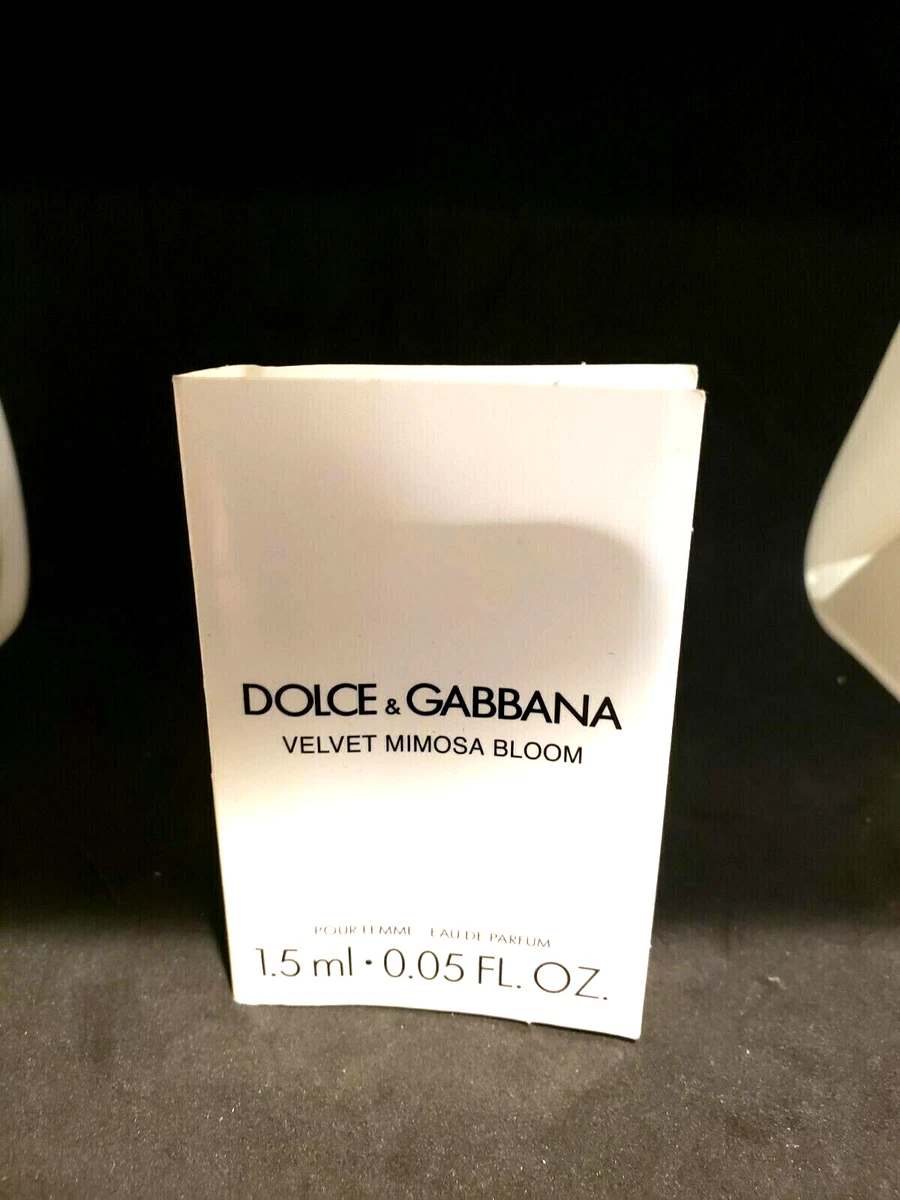 DOLCE & GABBANA
VELVET MIMOSA BLOOM
POUR FEMME EAU DE PARFUM
1.5 ml · 0.05 FL. OZ.